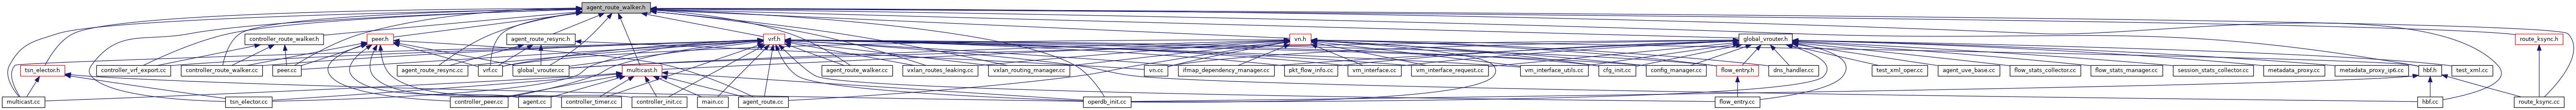 agent_route_walker.h
controller_route_walker.h
peer.h
agent_route_resync.h
vrf.h
vn.h
global_vrouter.h
route_ksync.h
tsn_elector.h
controller_vrf_export.cc
controller_route_walker.cc
peer.cc
agent_route_resync.cc
vrf.cc
global_vrouter.cc
multicast.h
agent_route_walker.cc
vxlan_routes_leaking.cc
vxlan_routing_manager.cc
vn.cc
ifmap_dependency_manager.cc
pkt_flow_info.cc
vm_interface.cc
vm_interface_request.cc
vm_interface_utils.cc
cfg_init.cc
config_manager.cc
flow_entry.h
dns_handler.cc
test_xml_oper.cc
agent_uve_base.cc
flow_stats_collector.cc
flow_stats_manager.cc
session_stats_collector.cc
metadata_proxy.cc
metadata_proxy_ip6.cc
hbf.h
test_xml.cc
multicast.cc
tsn_elector.cc
controller_peer.cc
agent.cc
controller_timer.cc
controller_init.cc
main.cc
agent_route.cc
operdb_init.cc
flow_entry.cc
hbf.cc
route_ksync.cc